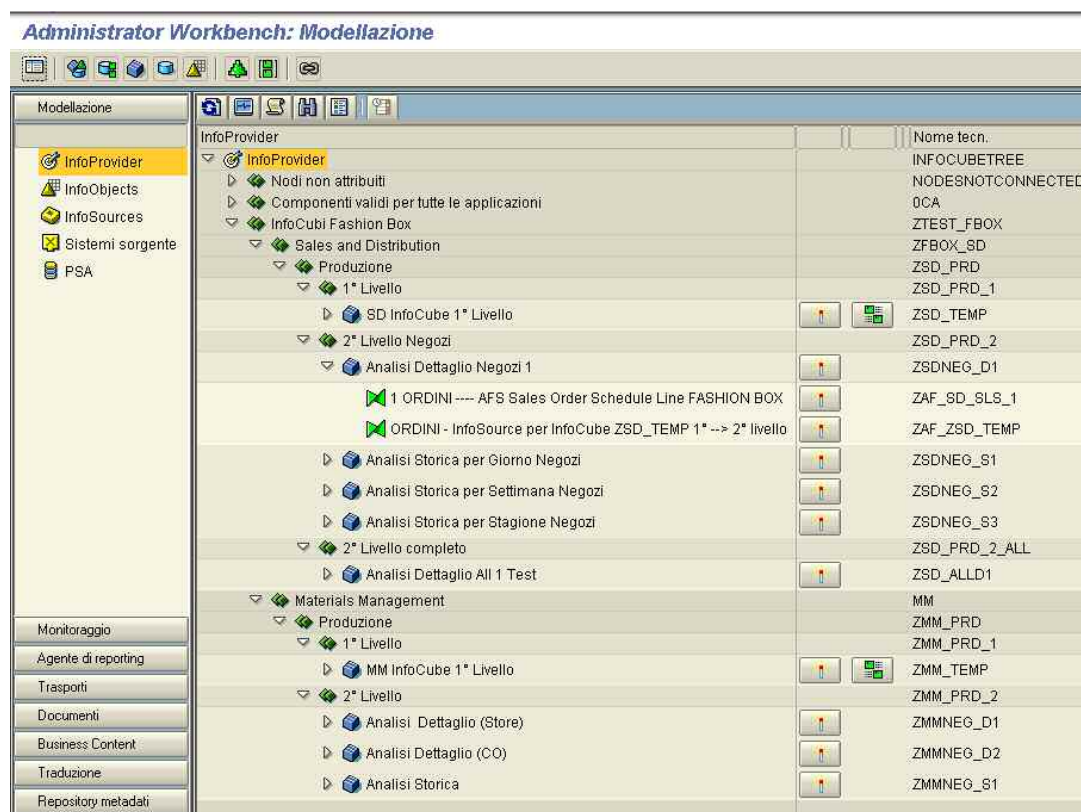 Administrator Workbench: Modellazione
Modellazione
InfoProvider
InfoObjects
InfoSources
Sistemi sorgente
PSA
Monitoraggio
Agente di reporting
Trasporti
Documenti
Business Content
Traduzione
Repository metadati
InfoProvider Nome tecn.
InfoProvider INFOCUBETREE
Nodi non attribuiti NODESNOTCONNECTED
Componenti validi per tutte le applicazioni 0CA
InfoCubi Fashion Box ZTEST_FBOX
Sales and Distribution ZFBOX_SD
Produzione ZSD_PRD
1° Livello ZSD_PRD_1
SD InfoCube 1° Livello ZSD_TEMP
2° Livello Negozi ZSD_PRD_2
Analisi Dettaglio Negozi 1 ZSDNEG_D1
1 ORDINI ---- AFS Sales Order Schedule Line FASHION BOX ZAF_SD_SLS_1
ORDINI - InfoSource per InfoCube ZSD_TEMP 1° --> 2° livello ZAF_ZSD_TEMP
Analisi Storica per Giorno Negozi ZSDNEG_S1
Analisi Storica per Settimana Negozi ZSDNEG_S2
Analisi Storica per Stagione Negozi ZSDNEG_S3
2° Livello completo ZSD_PRD_2_ALL
Analisi Dettaglio All 1 Test ZSD_ALLD1
Materials Management MM
Produzione ZMM_PRD
1° Livello ZMM_PRD_1
MM InfoCube 1° Livello ZMM_TEMP
2° Livello ZMM_PRD_2
Analisi Dettaglio (Store) ZMMNEG_D1
Analisi Dettaglio (CO) ZMMNEG_D2
Analisi Storica ZMMNEG_S1